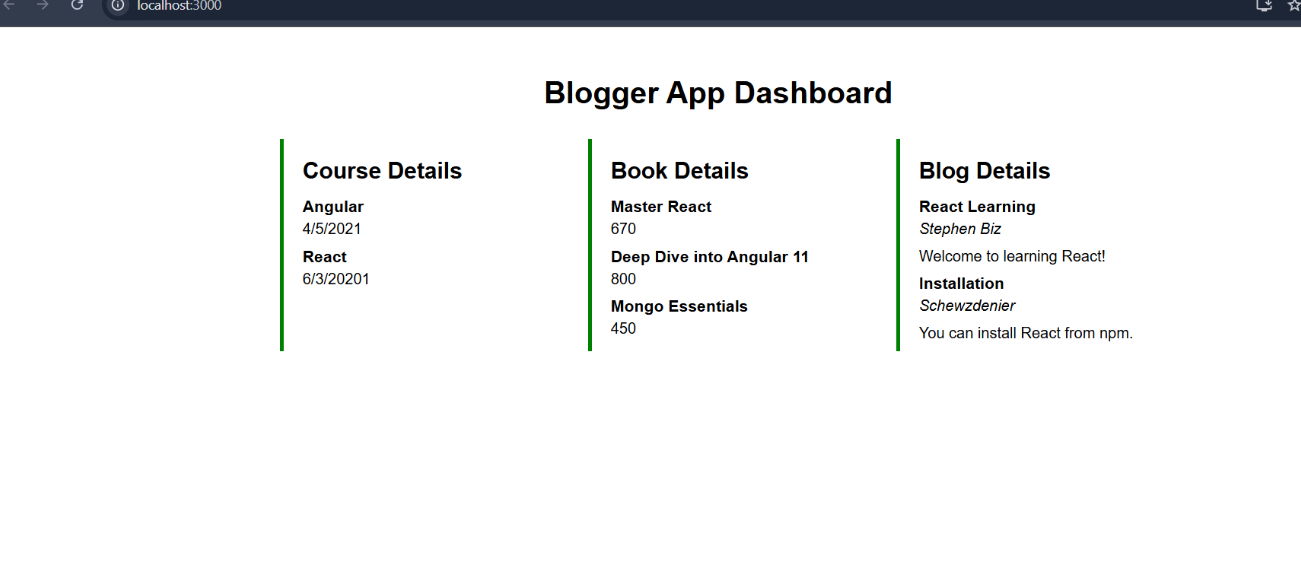 localhost:3000
Blogger App Dashboard
Course Details
Angular
4/5/2021
React
6/3/20201
Book Details
Master React
670
Deep Dive into Angular 11
800
Mongo Essentials
450
Blog Details
React Learning
Stephen Biz
Welcome to learning React!
Installation
Schewzdenier
You can install React from npm.